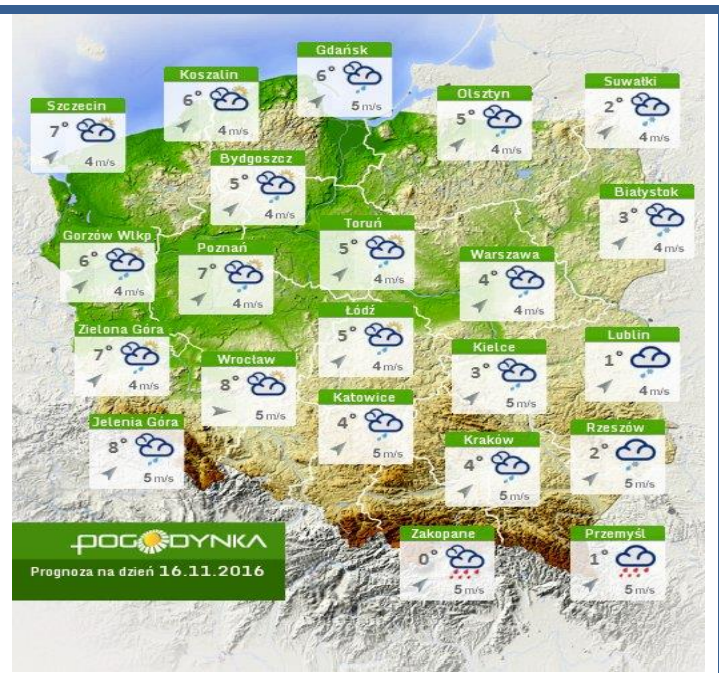 Gdańsk
6°
5 m/s
Koszalin
6°
4 m/s
Suwałki
2°
4 m/s
Olsztyn
5°
4 m/s
Szczecin
7°
4 m/s
Bydgoszcz
5°
4 m/s
Białystok
3°
4 m/s
Toruń
5°
4 m/s
Gorzów Wlkp
6°
4 m/s
Poznań
7°
4 m/s
Warszawa
4°
4 m/s
Łódź
5°
4 m/s
Zielona Góra
7°
4 m/s
Lublin
1°
4 m/s
Kielce
3°
5 m/s
Wrocław
8°
5 m/s
Katowice
4°
5 m/s
Jelenia Góra
8°
5 m/s
Rzeszów
2°
5 m/s
Kraków
4°
5 m/s
Zakopane
0°
5 m/s
Przemyśl
1°
5 m/s
POGODYNKA
Prognoza na dzień 16.11.2016